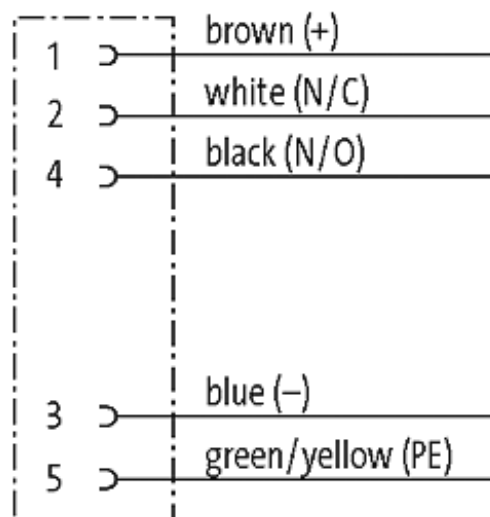 1 brown (+)
2 white (N/C)
4 black (N/O)
3 blue (–)
5 green/yellow (PE)